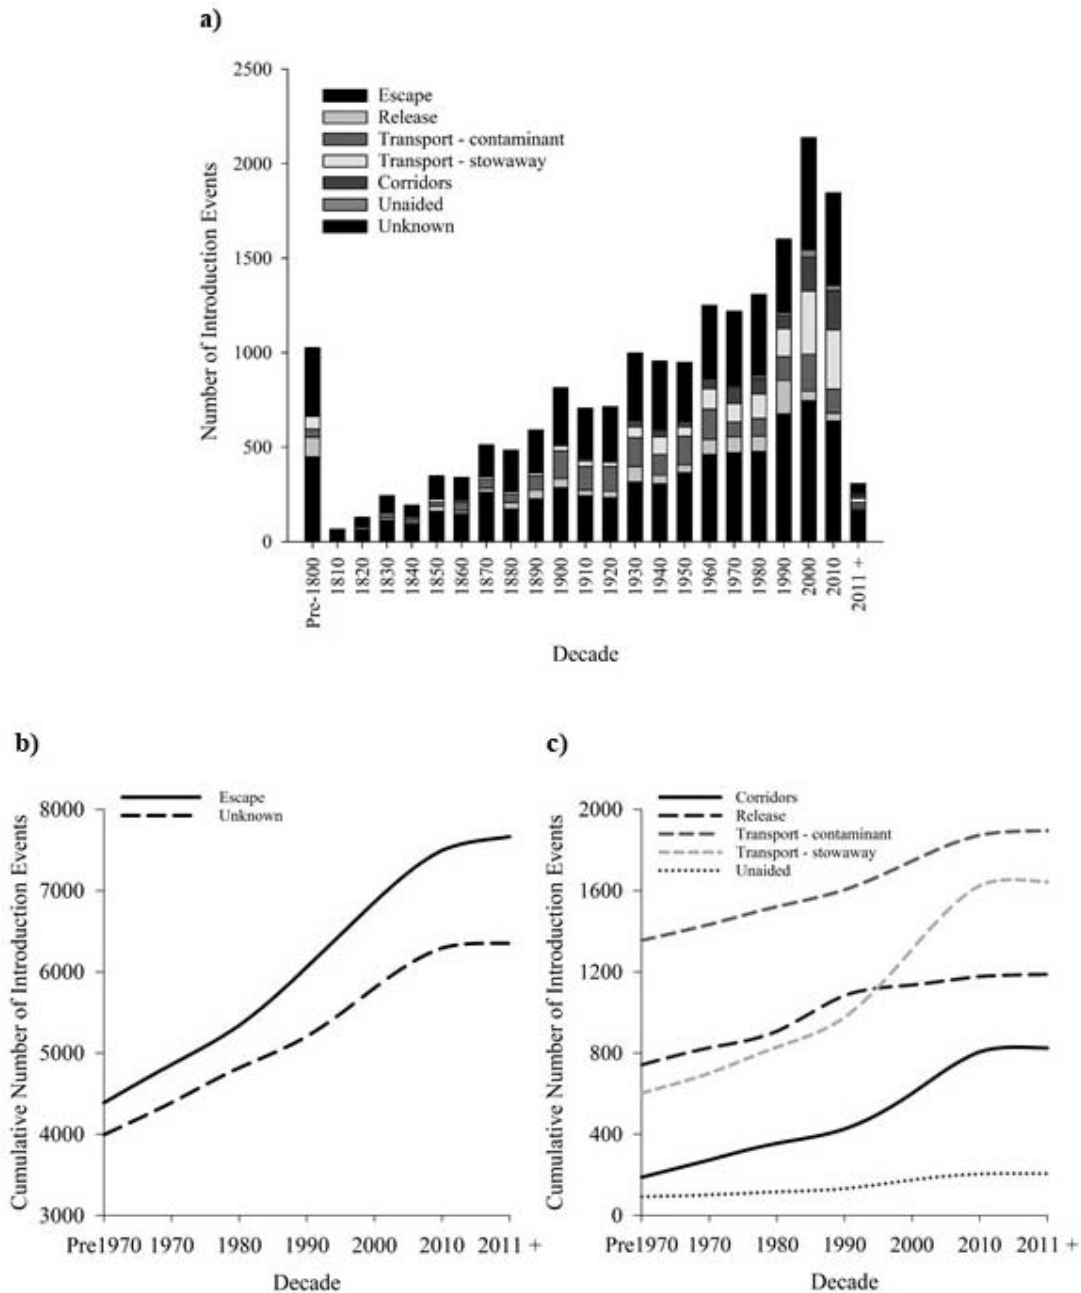 a)
2500
2000
1500
1000
500
0
Number of Introduction Events
Escape
Release
Transport - contaminant
Transport - stowaway
Corridors
Unaided
Unknown
Pre-1800
1810
1820
1830
1840
1850
1860
1870
1880
1890
1900
1910
1920
1930
1940
1950
1960
1970
1980
1990
2000
2010
2011 +
Decade
b)
Escape
Unknown
8000
7000
6000
5000
4000
3000
Cumulative Number of Introduction Events
Pre1970 1970 1980 1990 2000 2010 2011 +
Decade
c)
Corridors
Release
Transport - contaminant
Transport - stowaway
Unaided
2000
1600
1200
800
400
0
Cumulative Number of Introduction Events
Pre1970 1970 1980 1990 2000 2010 2011 +
Decade